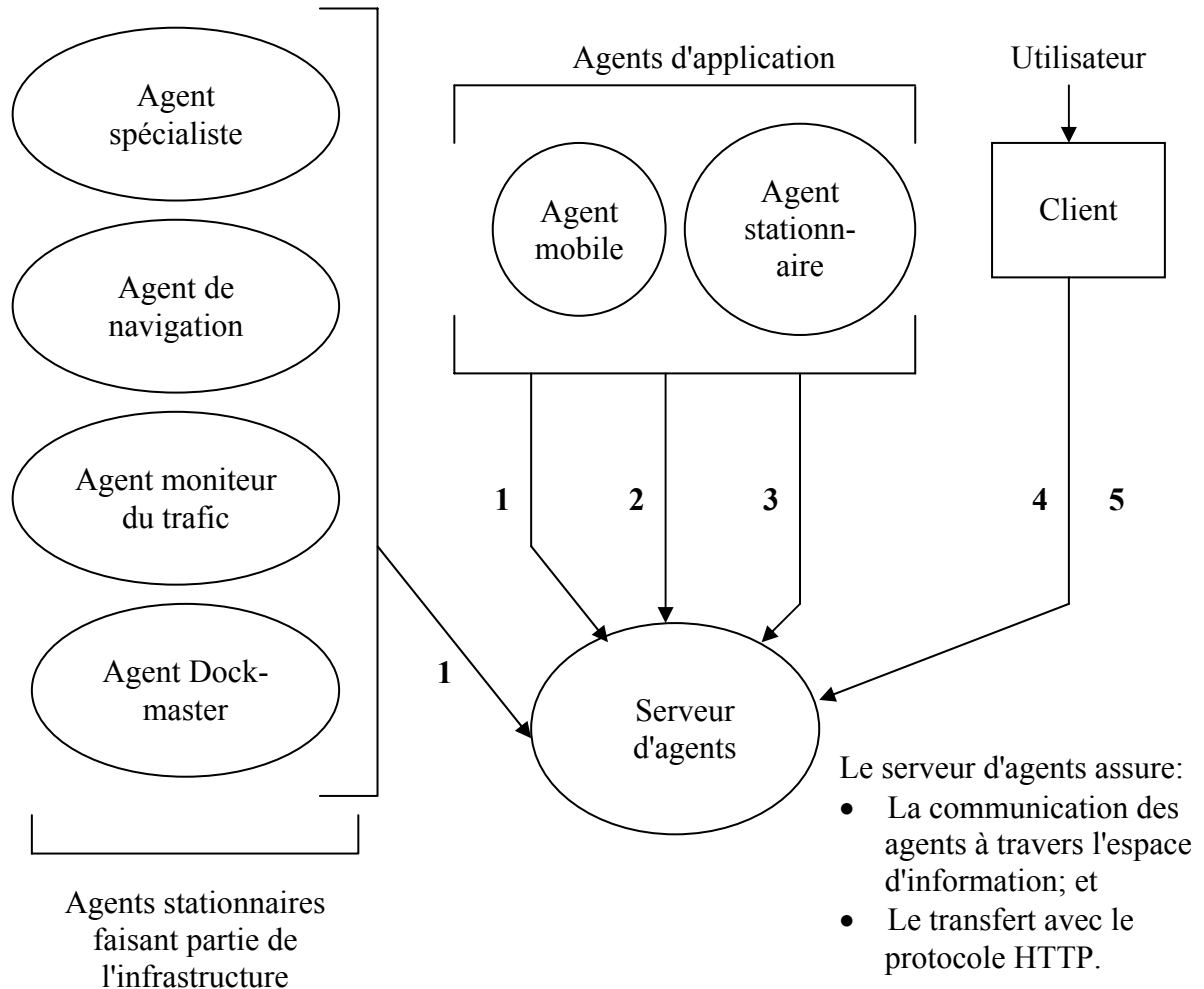 Agent
spécialiste
Agent de
navigation
Agent moniteur
du trafic
Agent Dock-
master
Agents stationnaires
faisant partie de
l'infrastructure
1
Agents d'application
Agent
mobile
Agent
stationn-
aire
1
2
3
Utilisateur
Client
4
5
Serveur
d'agents
Le serveur d'agents assure:
• La communication des
agents à travers l'espace
d'information; et
• Le transfert avec le
protocole HTTP.